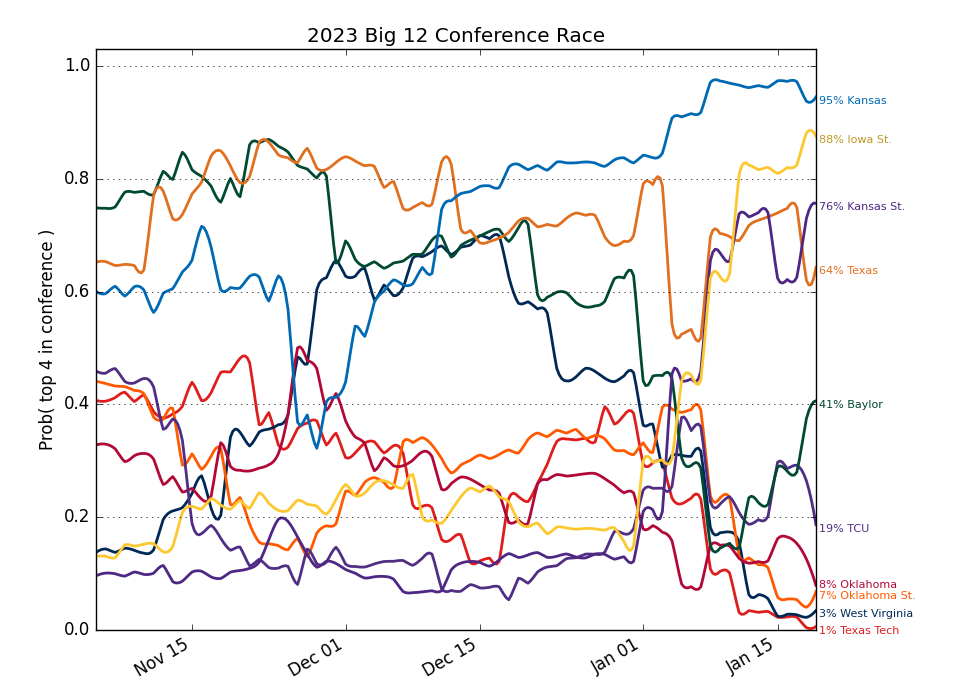 2023 Big 12 Conference Race
Prob( top 4 in conference )
1.0
0.8
0.6
0.4
0.2
0.0
Nov 15
Dec 01
Dec 15
Jan 01
Jan 15
95% Kansas
88% Iowa St.
76% Kansas St.
64% Texas
41% Baylor
19% TCU
8% Oklahoma
7% Oklahoma St.
3% West Virginia
1% Texas Tech